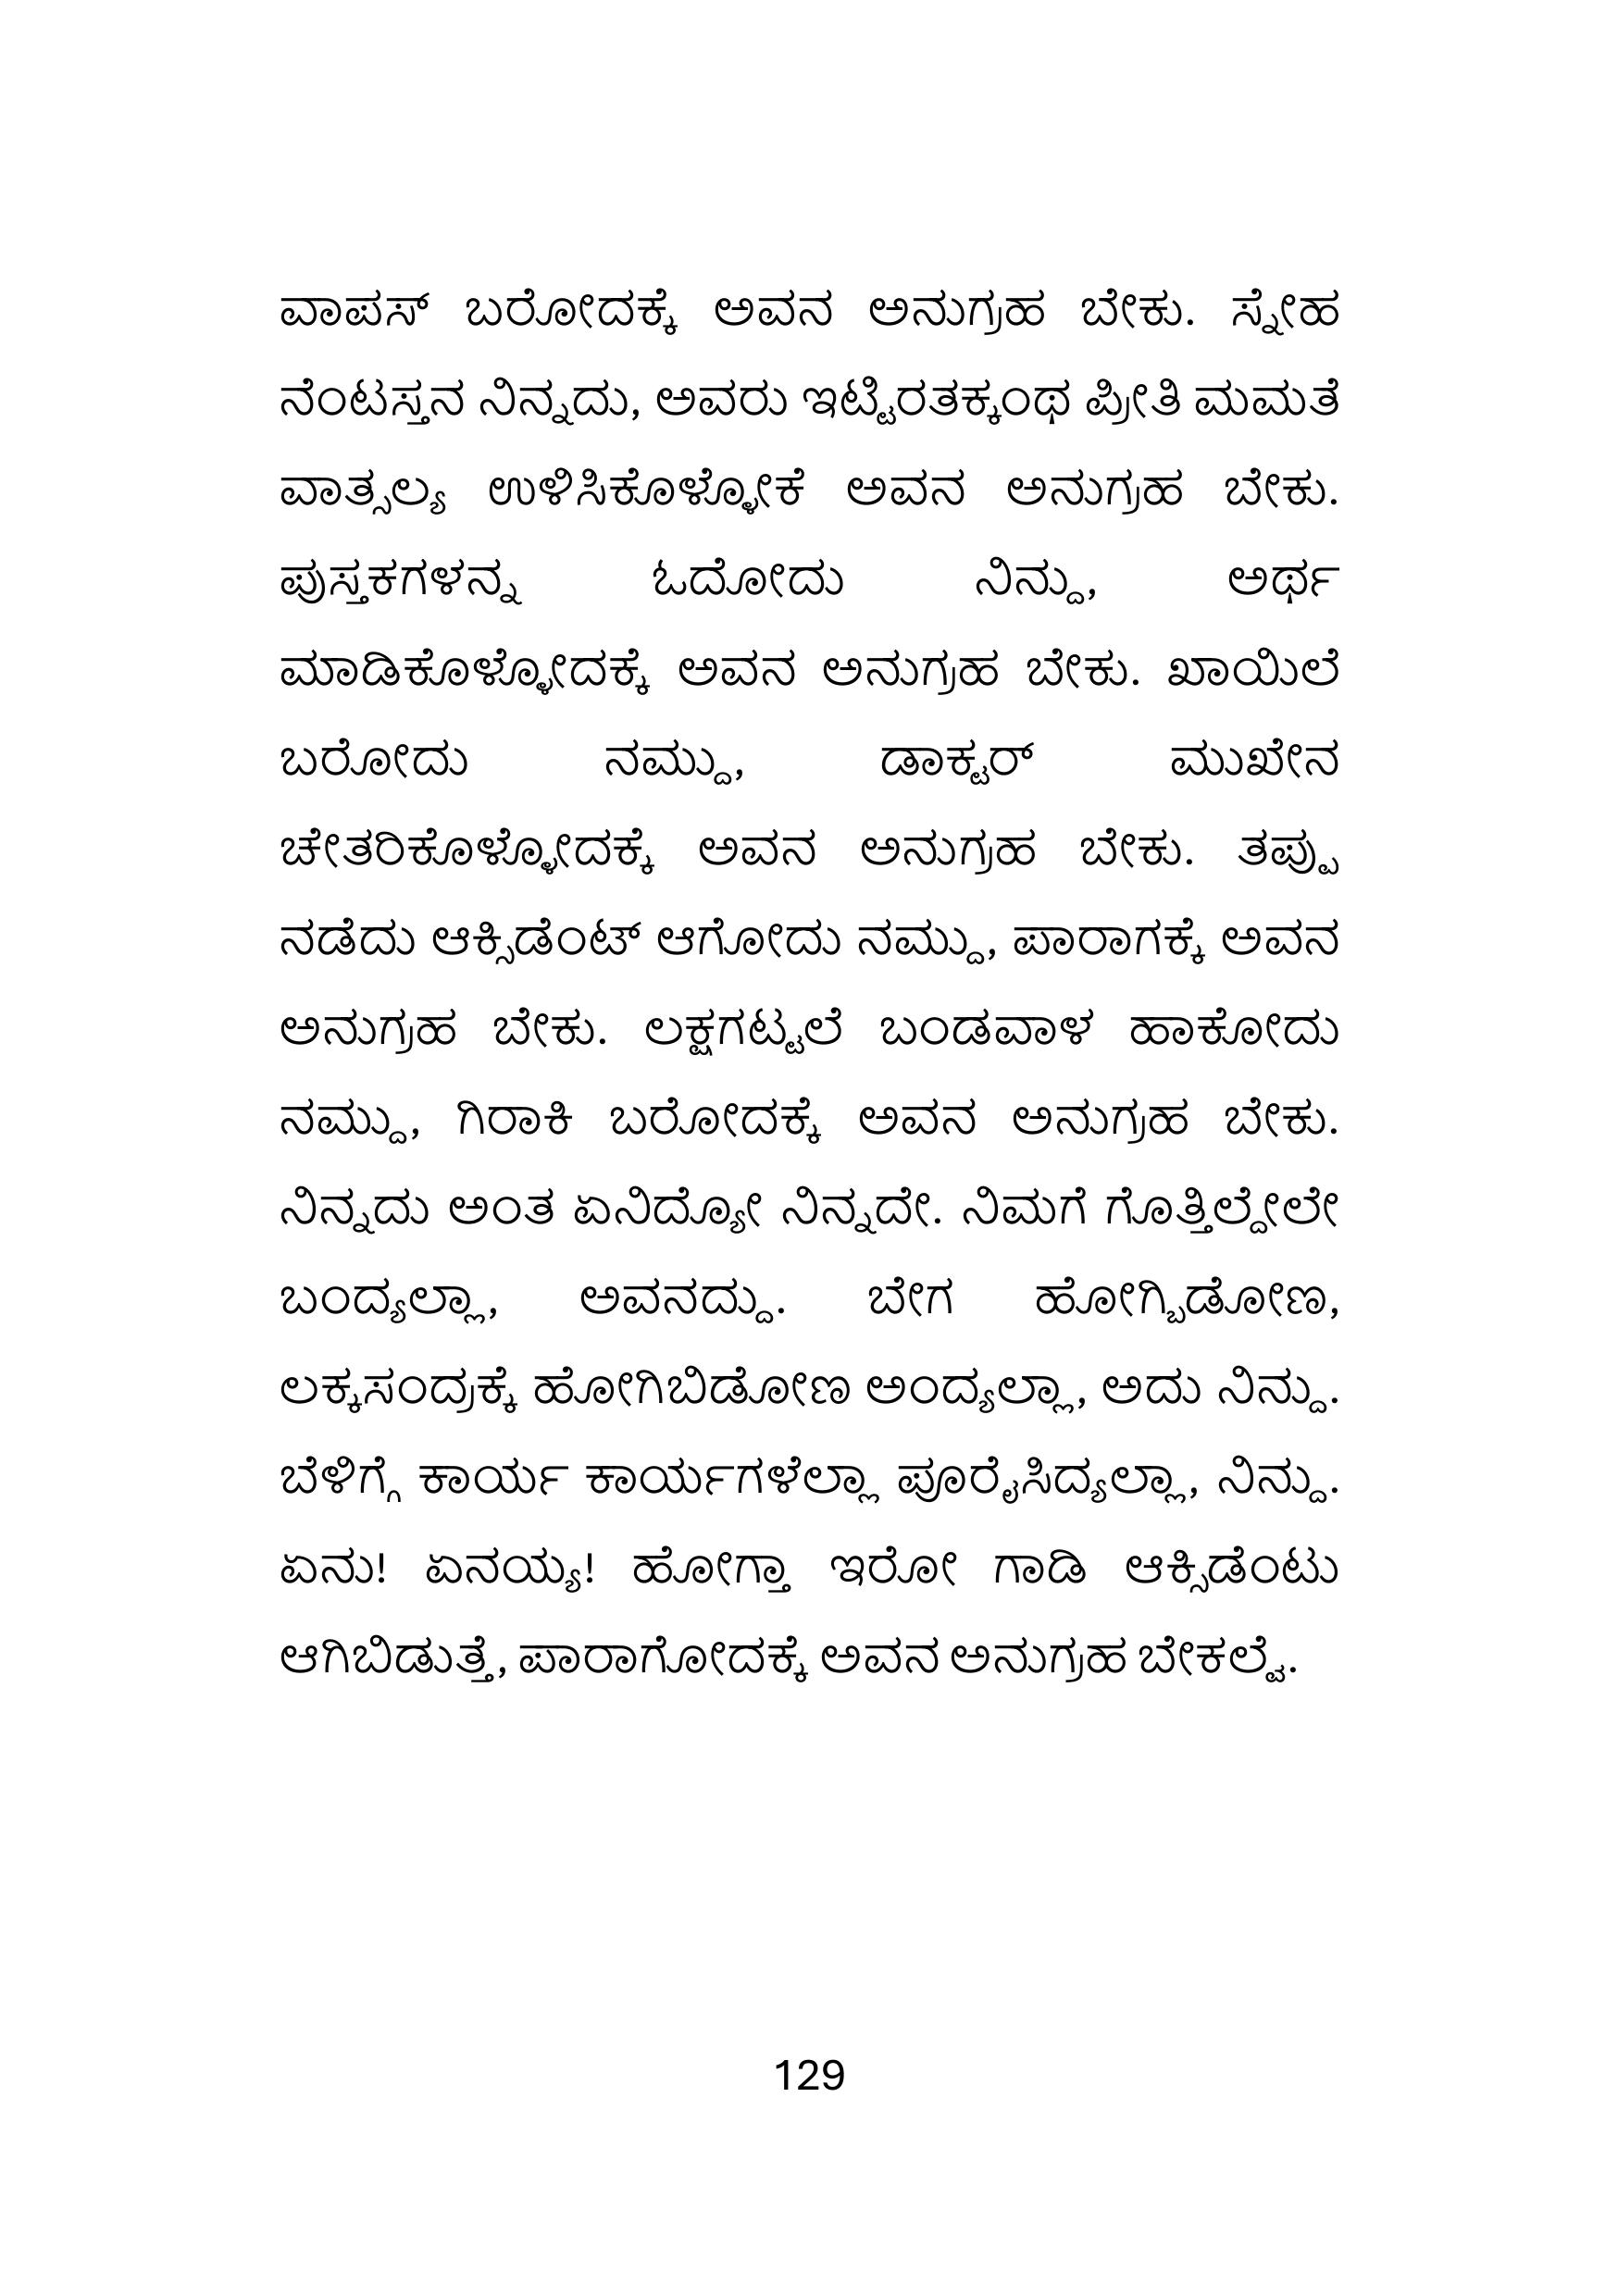 ವಾಪಸ್ ಬರೋದಕ್ಕೆ ಅವನ ಅನುಗ್ರಹ ಬೇಕು. ಸ್ನೇಹ
ನೆಂಟಸ್ತನ ನಿನ್ನದು, ಅವರು ಇಟ್ಟಿರತಕ್ಕಂಥ ಪ್ರೀತಿ ಮಮತೆ
ವಾತ್ಸಲ್ಯ ಉಳಿಸಿಕೊಳ್ಳೋಕೆ ಅವನ ಅನುಗ್ರಹ ಬೇಕು.
ಪುಸ್ತಕಗಳನ್ನ ಓದೋದು ನಿನ್ದು, ಅರ್ಥ
ಮಾಡಿಕೊಳ್ಳೋದಕ್ಕೆ ಅವನ ಅನುಗ್ರಹ ಬೇಕು. ಖಾಯಿಲೆ
ಬರೋದು ನಮ್ದು, ಡಾಕ್ಟರ್ ಮುಖೇನ
ಚೇತರಿಕೊಳ್ಳೋದಕ್ಕೆ ಅವನ ಅನುಗ್ರಹ ಬೇಕು. ತಪ್ಪು
ನಡೆದು ಆಕ್ಸಿಡೆಂಟ್ ಆಗೋದು ನಮ್ದು, ಪಾರಾಗಕ್ಕೆ ಅವನ
ಅನುಗ್ರಹ ಬೇಕು. ಲಕ್ಷಗಟ್ಟಲೆ ಬಂಡವಾಳ ಹಾಕೋದು
ನಮ್ದು, ಗಿರಾಕಿ ಬರೋದಕ್ಕೆ ಅವನ ಅನುಗ್ರಹ ಬೇಕು.
ನಿನ್ನದು ಅಂತ ಏನಿದ್ಯೋ ನಿನ್ನದೇ. ನಿಮಗೆ ಗೊತ್ತಿಲ್ದೇಲೇ
ಬಂದ್ಯಲ್ಲಾ, ಅವನದ್ದು. ಬೇಗ ಹೋಗ್ಬಿಡೋಣ,
ಲಕ್ಕಸಂದ್ರಕ್ಕೆ ಹೋಗಿಬಿಡೋಣ ಅಂದ್ಯಲ್ಲಾ, ಅದು ನಿನ್ದು.
ಬೆಳಿಗ್ಗೆ ಕಾರ್ಯ ಕಾರ್ಯಗಳೆಲ್ಲಾ ಪೂರೈಸಿದ್ಯಲ್ಲಾ, ನಿನ್ದು.
ಏನು! ಏನಯ್ಯ! ಹೋಗ್ತಾ ಇರೋ ಗಾಡಿ ಆಕ್ಸಿಡೆಂಟು
ಆಗಿಬಿಡುತ್ತೆ, ಪಾರಾಗೋದಕ್ಕೆ ಅವನ ಅನುಗ್ರಹ ಬೇಕಲ್ವೆ.
129